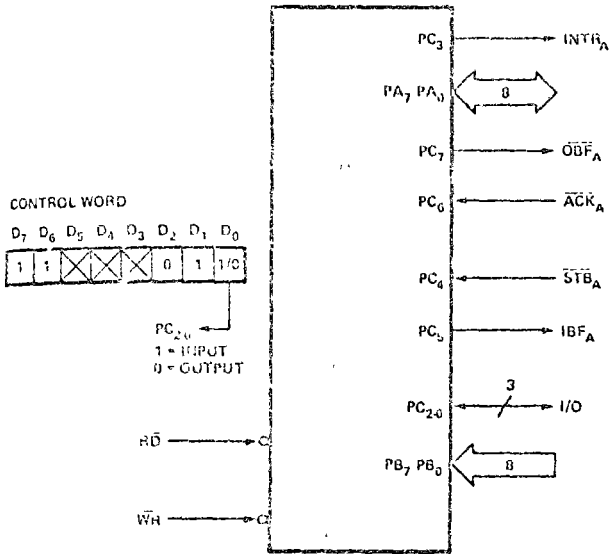 PC3 INTRA
PA7 PA0 8
PC7 OBFA
CONTROL WORD
PC6 ACKA
D7 D6 D5 D4 D3 D2 D1 D0
1 1 0 1 1/0
PC4 STBA
PC2-0
1 = INPUT
0 = OUTPUT
PC5 IBFA
3
PC2-0 I/O
RD
PB7 PB0 8
WR